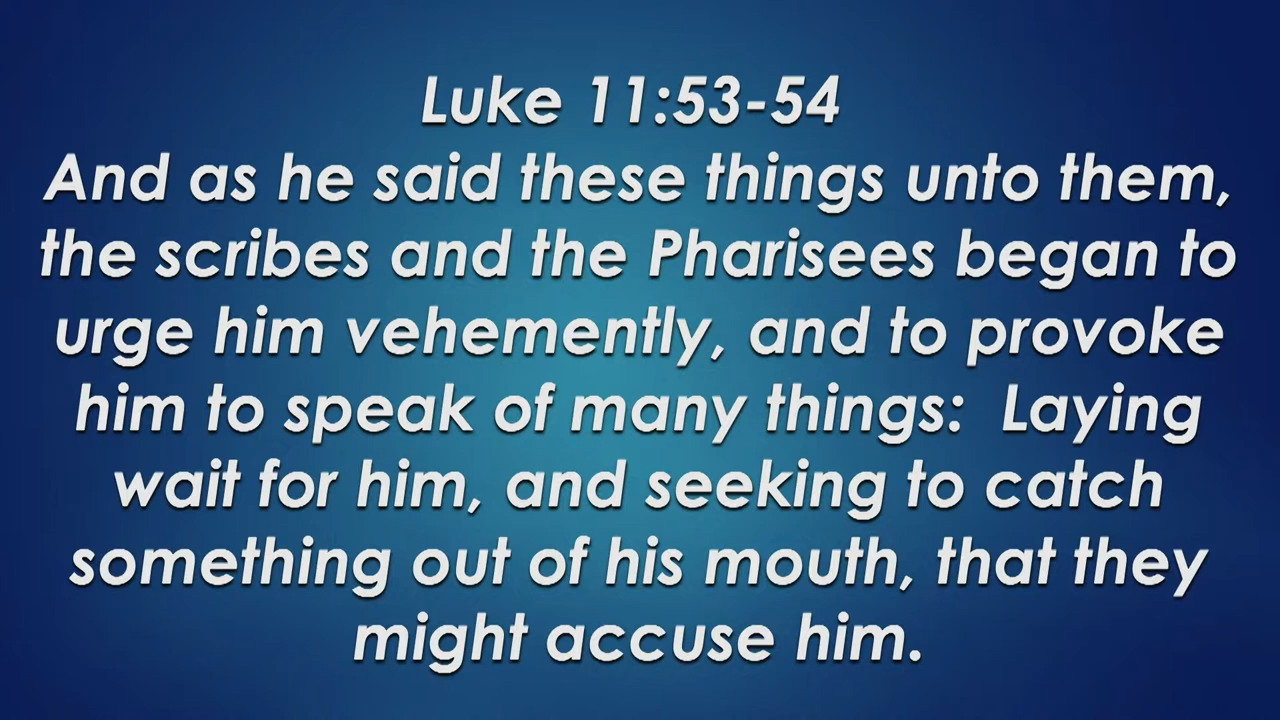 Luke 11:53-54
And as he said these things unto them,
the scribes and the Pharisees began to
urge him vehemently, and to provoke
him to speak of many things:  Laying
wait for him, and seeking to catch
something out of his mouth, that they
might accuse him.